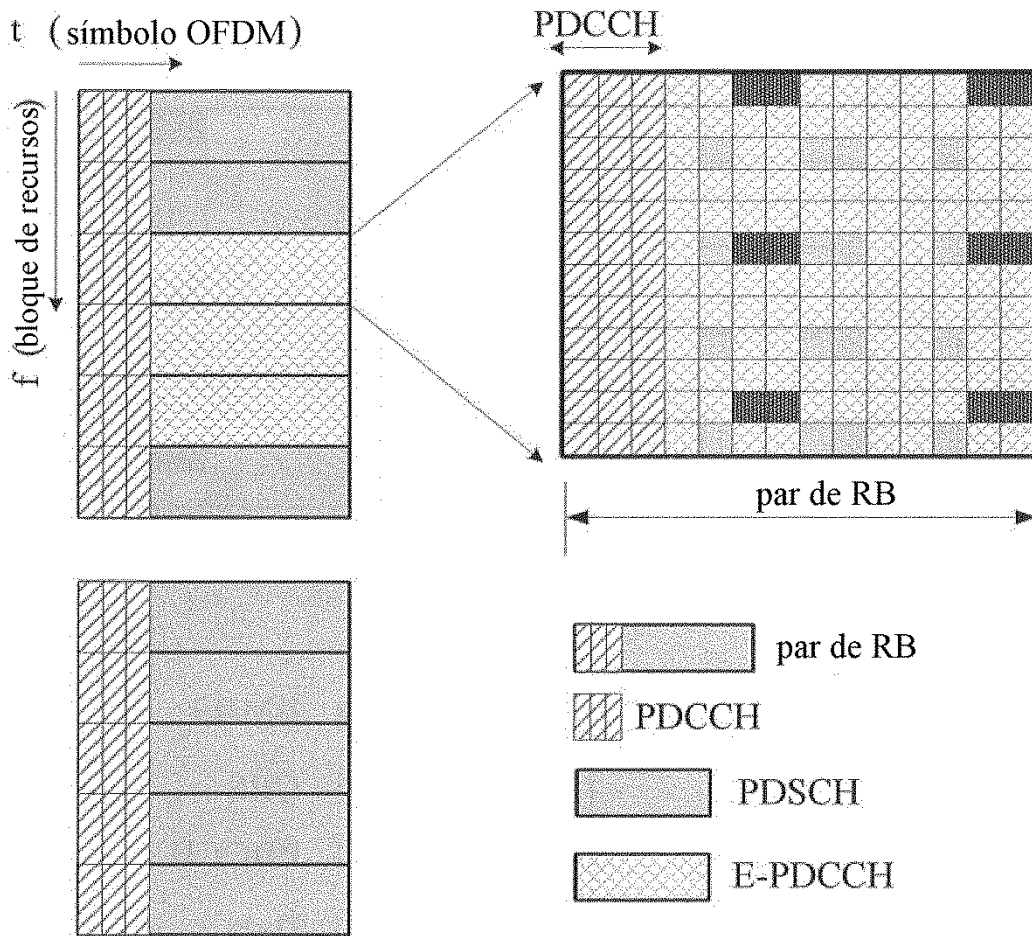 t (símbolo OFDM)
PDCCH
f (bloque de recursos)
par de RB
par de RB
PDCCH
PDSCH
E-PDCCH